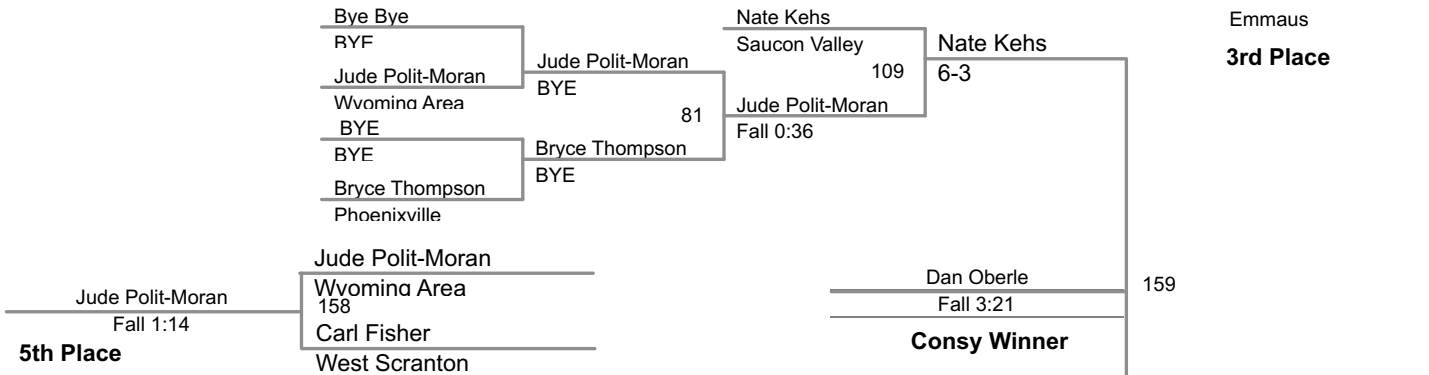 Bye Bye
BYE
Jude Polit-Moran
Wyoming Area
BYE
BYE
Bryce Thompson
Phoenixville
Jude Polit-Moran
BYE
81
Bryce Thompson
BYE
Nate Kehs
Saucon Valley
109
Jude Polit-Moran
Fall 0:36
Nate Kehs
6-3
Emmaus
3rd Place
Jude Polit-Moran
Fall 1:14
5th Place
Jude Polit-Moran
Wyoming Area
158
Carl Fisher
West Scranton
Dan Oberle
Fall 3:21
Consy Winner
159